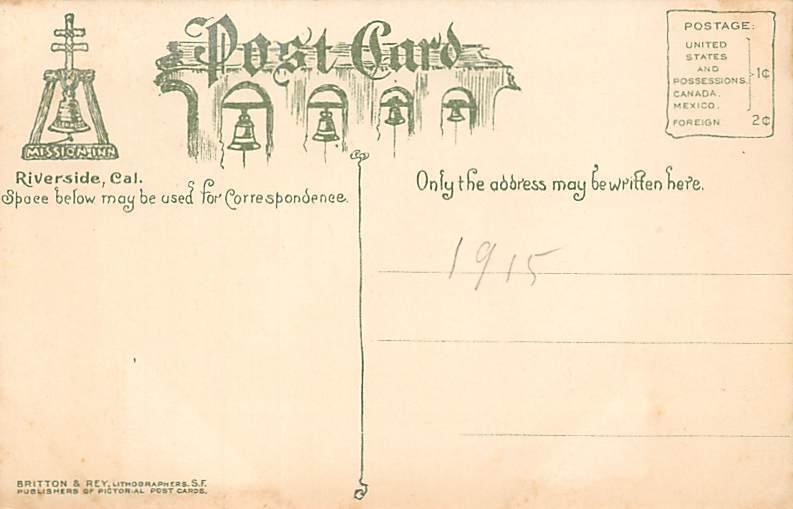 Post Card
MISSION INN
Riverside, Cal.
Space below may be used for Correspondence.
POSTAGE:
UNITED
STATES
AND
POSSESSIONS.
CANADA.
MEXICO.
1¢
FOREIGN 2¢
Only the address may be written here.
1915
BRITTON & REY, LITHOGRAPHERS. S.F.
PUBLISHERS OF PICTORIAL POST CARDS.